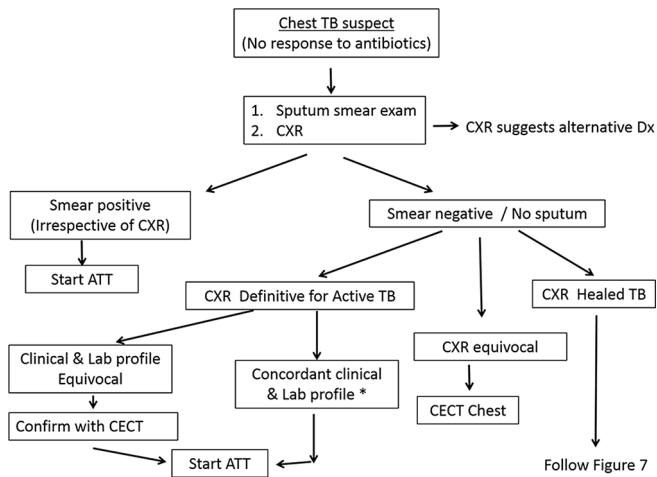 Chest TB suspect
(No response to antibiotics)
1. Sputum smear exam
2. CXR
CXR suggests alternative Dx
Smear positive
(Irrespective of CXR)
Smear negative / No sputum
Start ATT
CXR Definitive for Active TB
CXR Healed TB
CXR equivocal
Clinical & Lab profile
Equivocal
Concordant clinical
& Lab profile *
CECT Chest
Confirm with CECT
Start ATT
Follow Figure 7